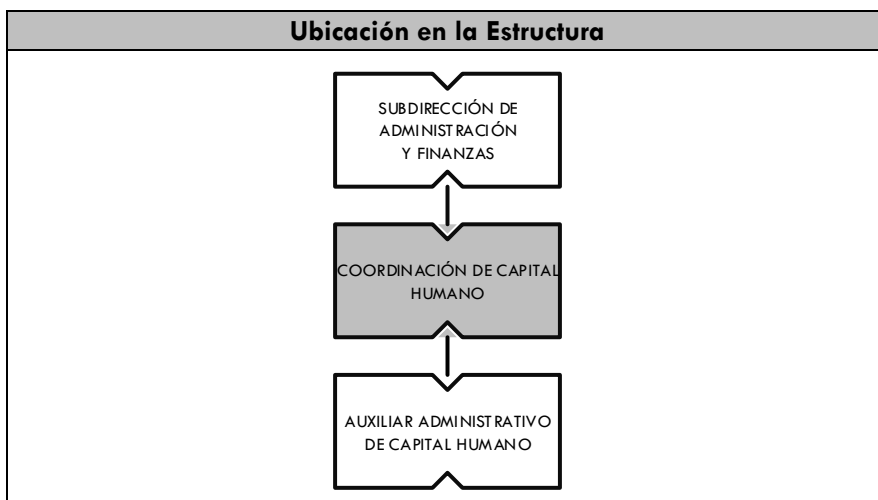 Ubicación en la Estructura
SUBDIRECCIÓN DE
ADMINISTRACIÓN
Y FINANZAS
COORDINACIÓN DE CAPITAL
HUMANO
AUXILIAR ADMINISTRATIVO
DE CAPITAL HUMANO